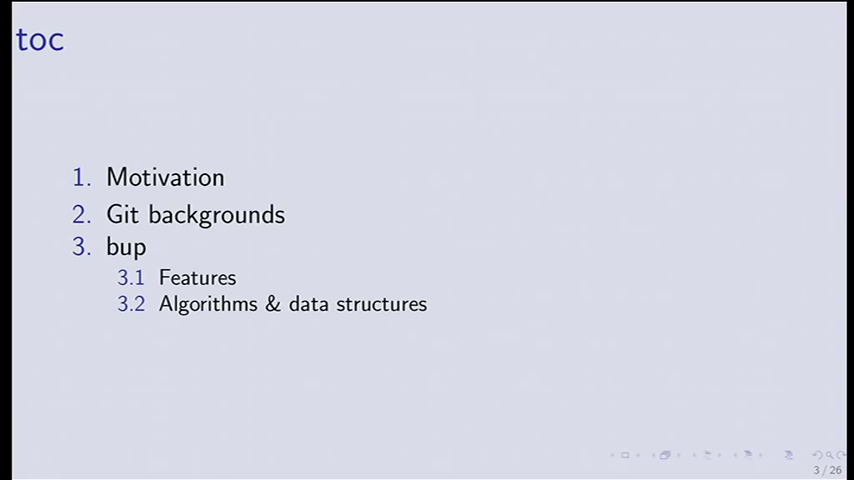 toc
1. Motivation
2. Git backgrounds
3. bup
3.1 Features
3.2 Algorithms & data structures
3 / 26